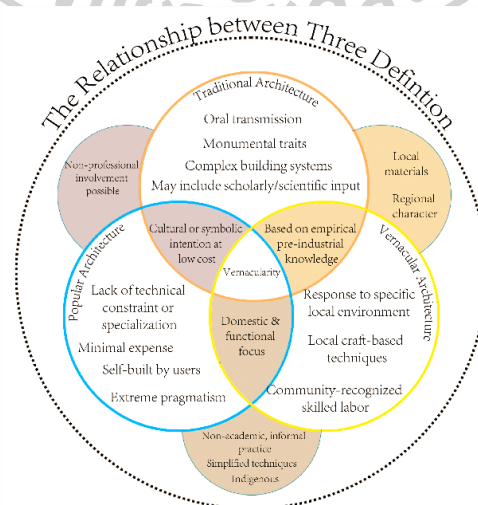 The Relationship between Three Defintion
Traditional Architecture
Oral transmission
Monumental traits
Complex building systems
May include scholarly/scientific input
Non-professional
involvement
possible
Local
materials
Regional
character
Cultural or symbolic
intention at
low cost
Based on empirical
pre-industrial
knowledge
Vernacularity
Popular Architecture
Lack of technical
constraint or
specialization
Minimal expense
Self-built by users
Extreme pragmatism
Domestic &
functional
focus
Vernacular Architecture
Response to specific
local environment
Local craft-based
techniques
Community-recognized
skilled labor
Non-academic, informal
practice
Simplified techniques
Indigenous